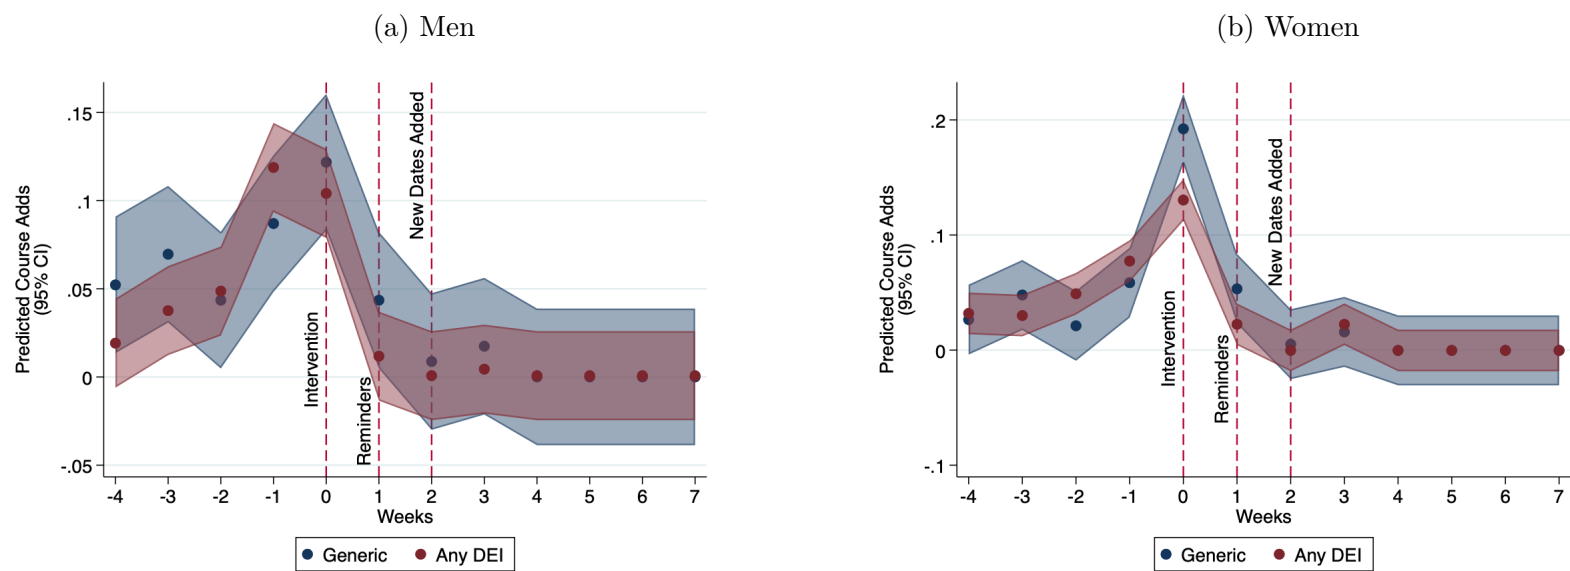 (a) Men
Predicted Course Adds
(95% CI)
.15
.1
.05
0
-.05
Intervention
Reminders
New Dates Added
-4 -3 -2 -1 0 1 2 3 4 5 6 7
Weeks
Generic Any DEI
(b) Women
Predicted Course Adds
(95% CI)
.2
.1
0
-.1
Intervention
Reminders
New Dates Added
-4 -3 -2 -1 0 1 2 3 4 5 6 7
Weeks
Generic Any DEI